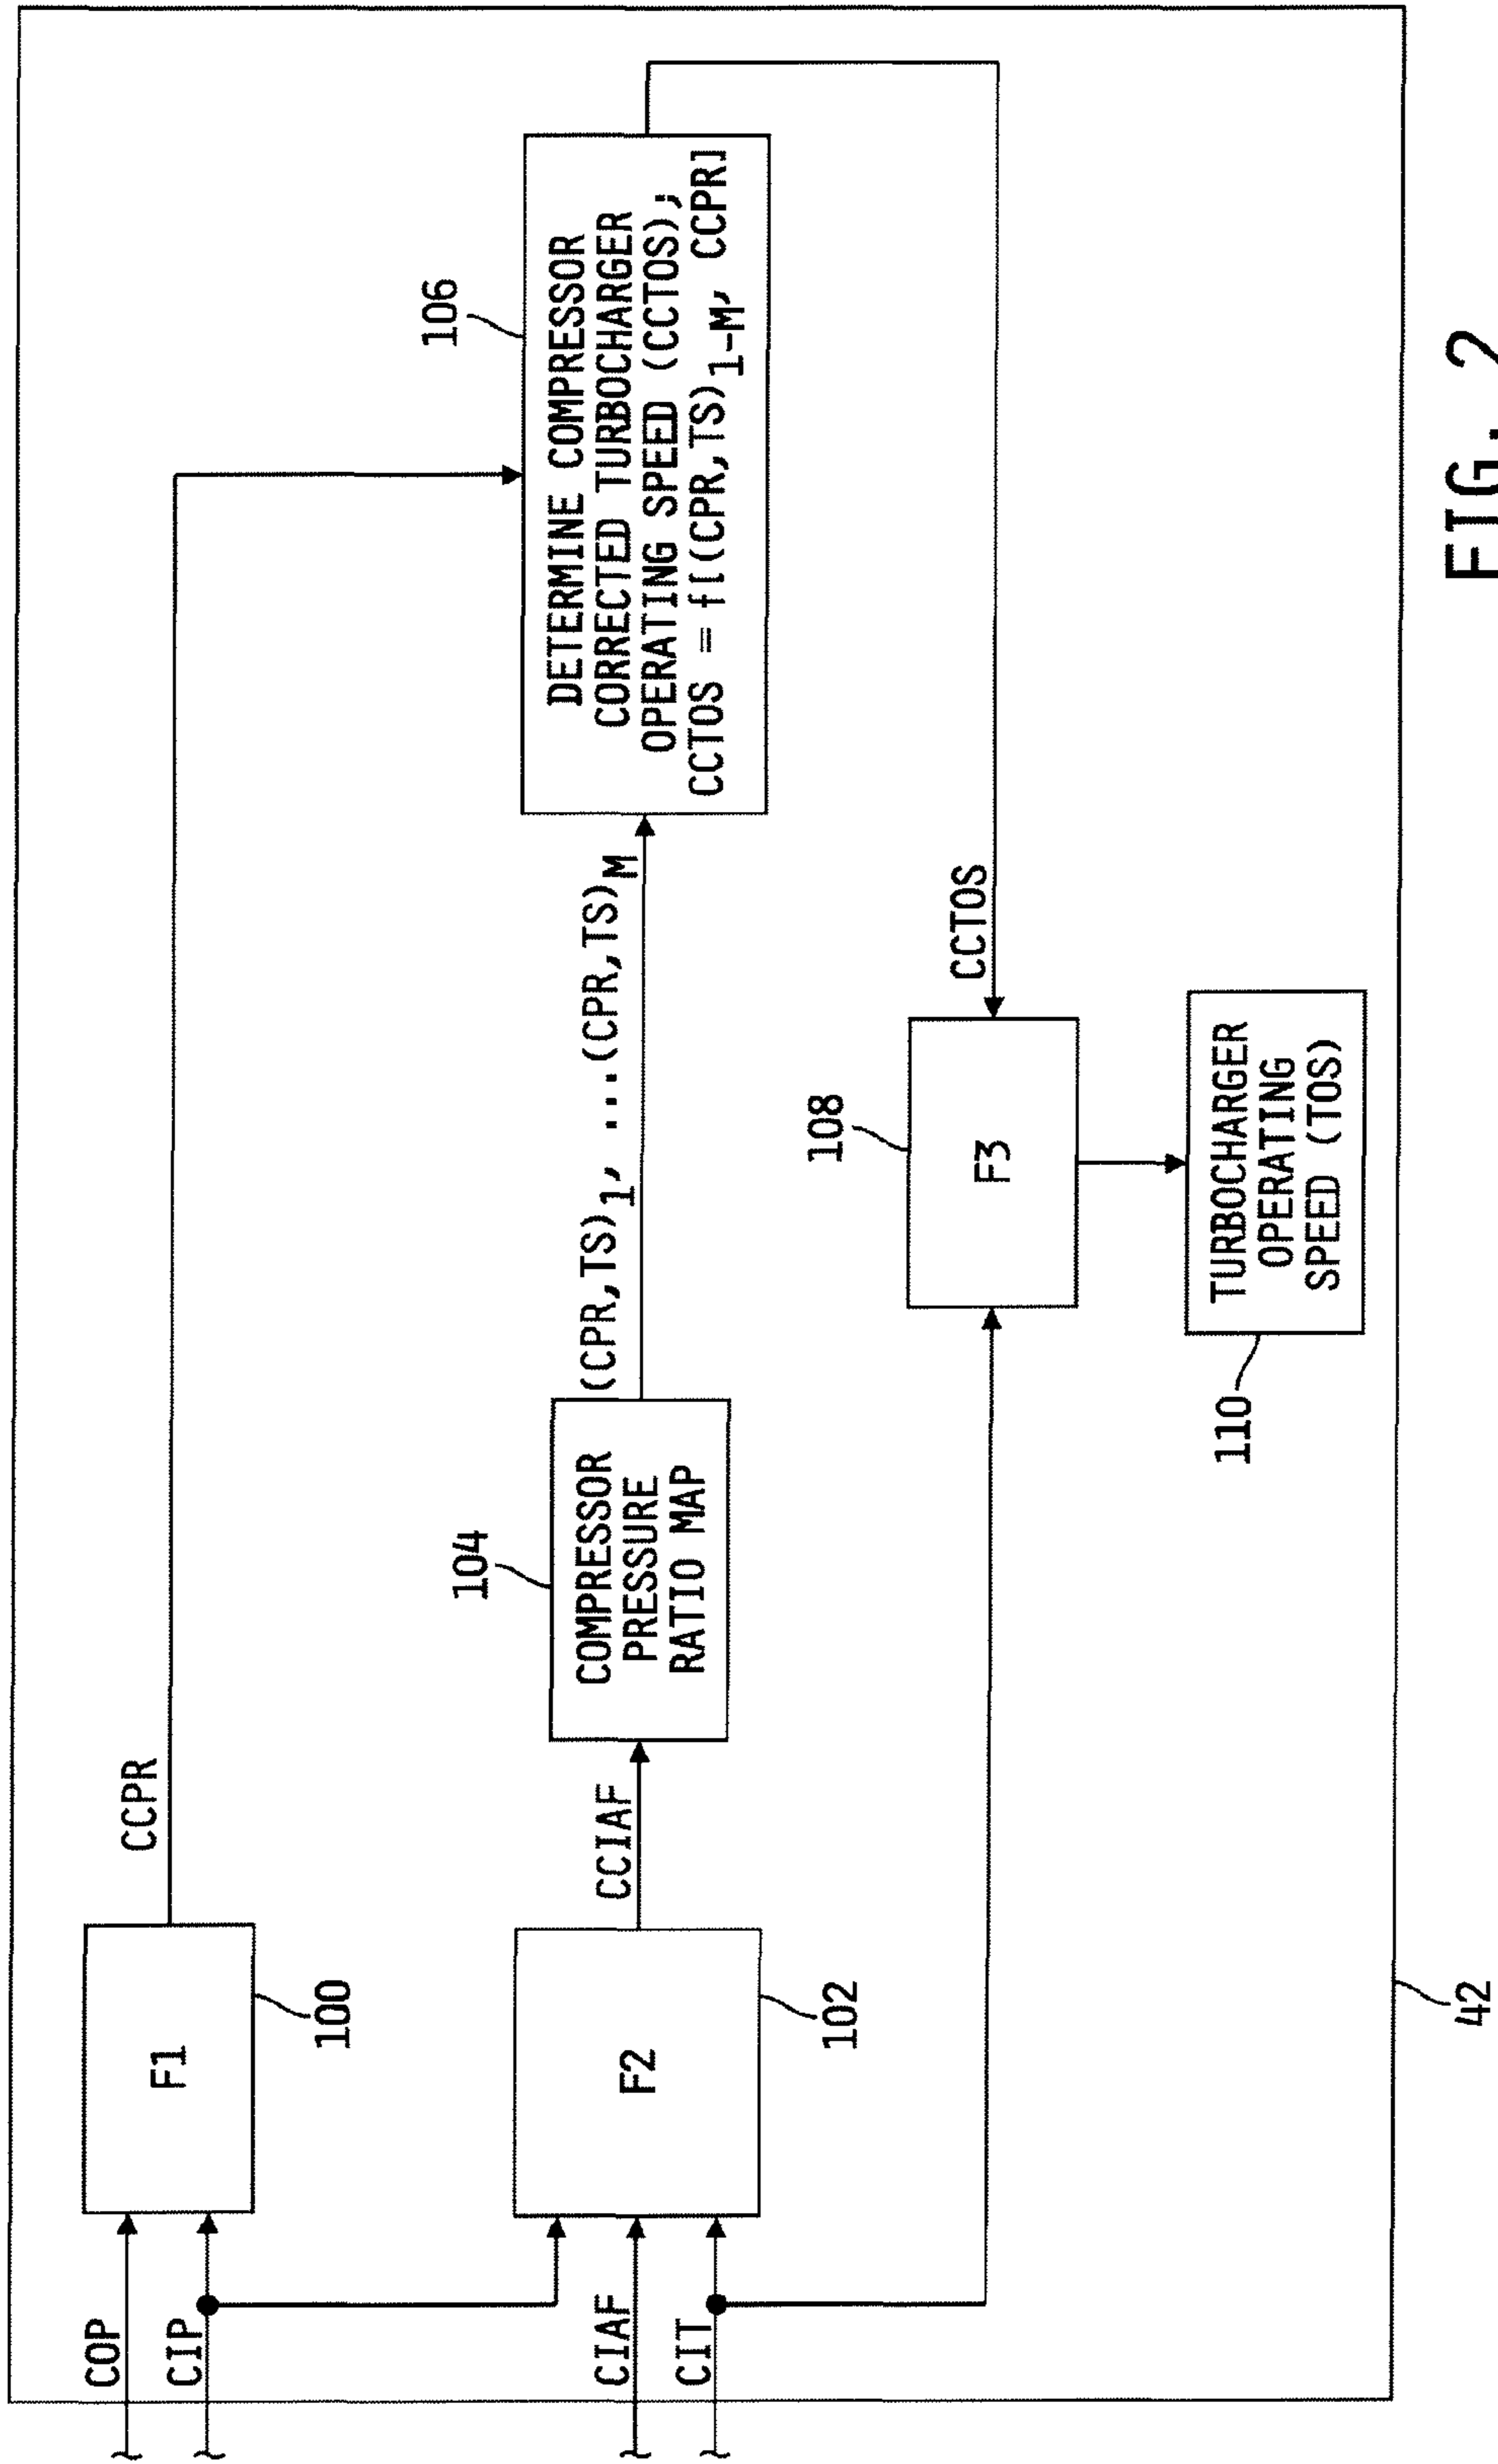 COP
CIP
CIAF
CIT
F1
100
F2
102
CCPR
CCIAF
COMPRESSOR
PRESSURE
RATIO MAP
104
(CPR,TS)1, ...(CPR,TS)M
DETERMINE COMPRESSOR
CORRECTED TURBOCHARGER
OPERATING SPEED (CCTOS);
CCTOS = f[(CPR,TS)1-M, CCPR]
106
CCTOS
F3
108
TURBOCHARGER
OPERATING
SPEED (TOS)
110
42
FIG. 2